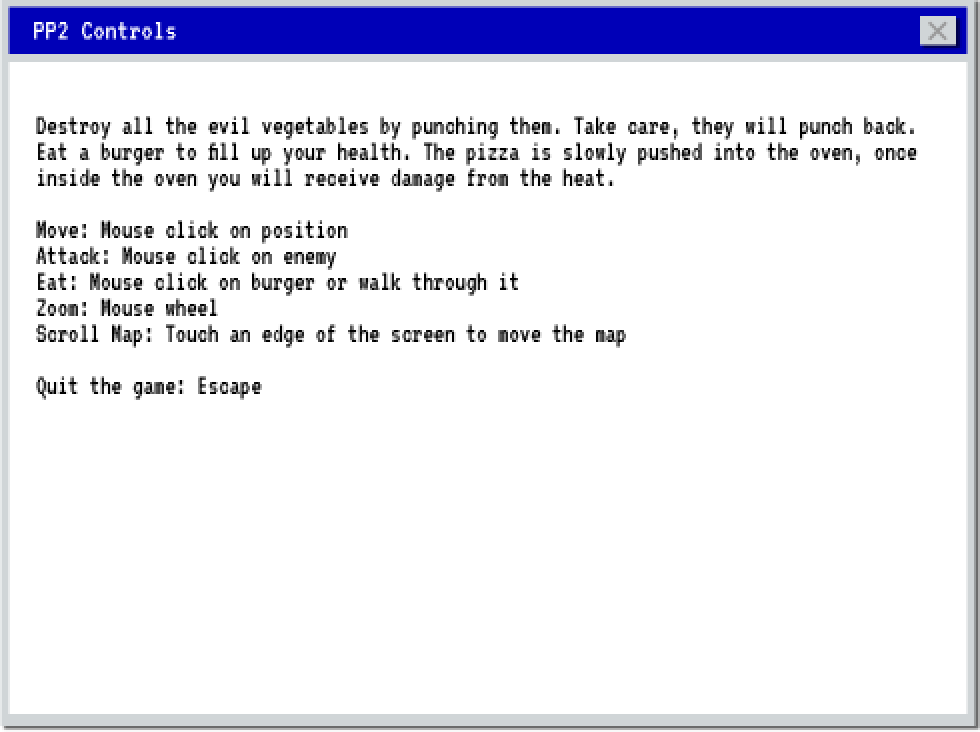 PP2 Controls
Destroy all the evil vegetables by punching them. Take care, they will punch back.
Eat a burger to fill up your health. The pizza is slowly pushed into the oven, once
inside the oven you will receive damage from the heat.
Move: Mouse click on position
Attack: Mouse click on enemy
Eat: Mouse click on burger or walk through it
Zoom: Mouse wheel
Scroll Map: Touch an edge of the screen to move the map
Quit the game: Escape